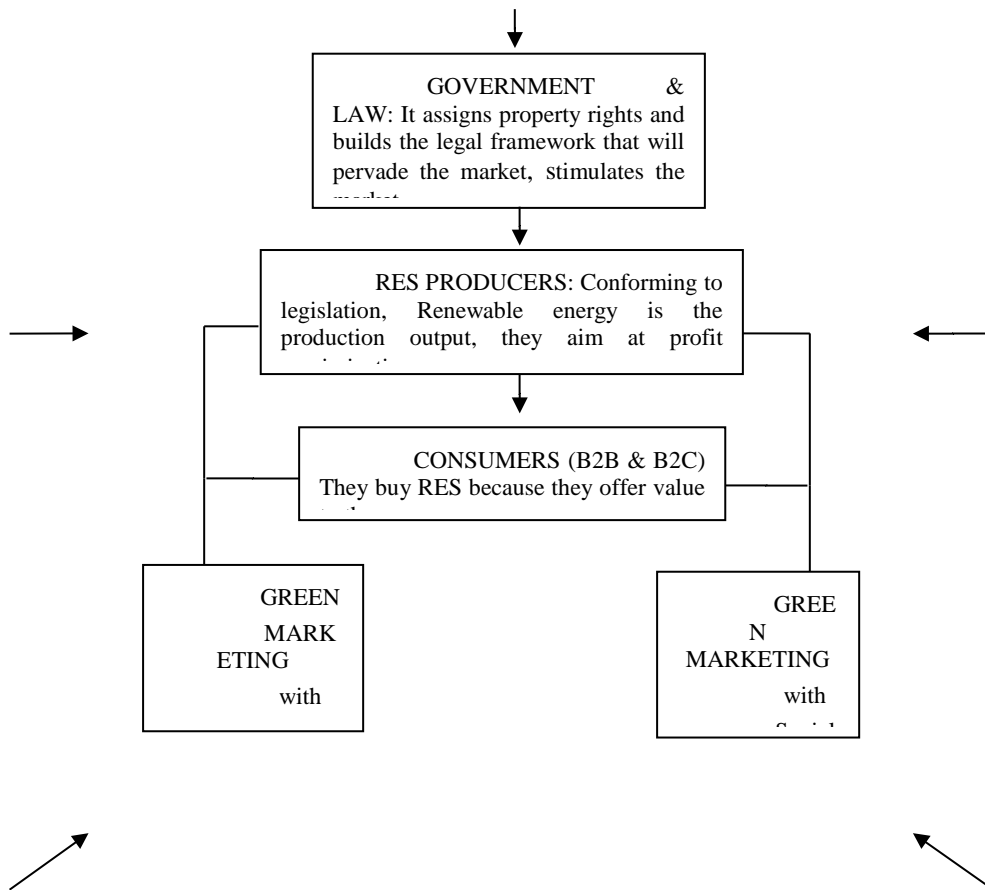 GOVERNMENT &
LAW: It assigns property rights and
builds the legal framework that will
pervade the market, stimulates the
RES PRODUCERS: Conforming to
legislation, Renewable energy is the
production output, they aim at profit
CONSUMERS (B2B & B2C)
They buy RES because they offer value
GREEN
MARK
ETING
with
GREE
N
MARKETING
with